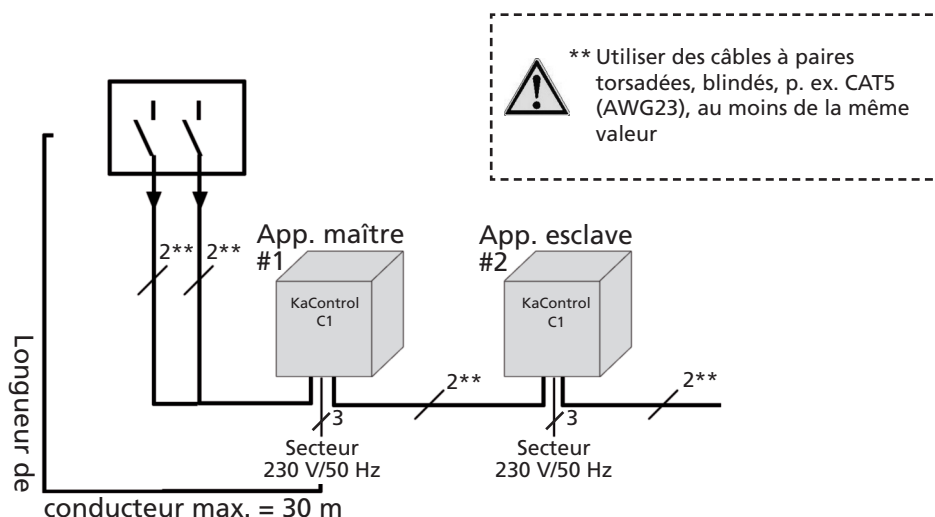 ** Utiliser des câbles à paires
torsadées, blindés, p. ex. CAT5
(AWG23), au moins de la même
valeur
2** 2**
App. maître
#1
KaControl
C1
App. esclave
#2
KaControl
C1
2**
2**
3
3
Secteur
230 V/50 Hz
Secteur
230 V/50 Hz
Longueur de
conducteur max. = 30 m